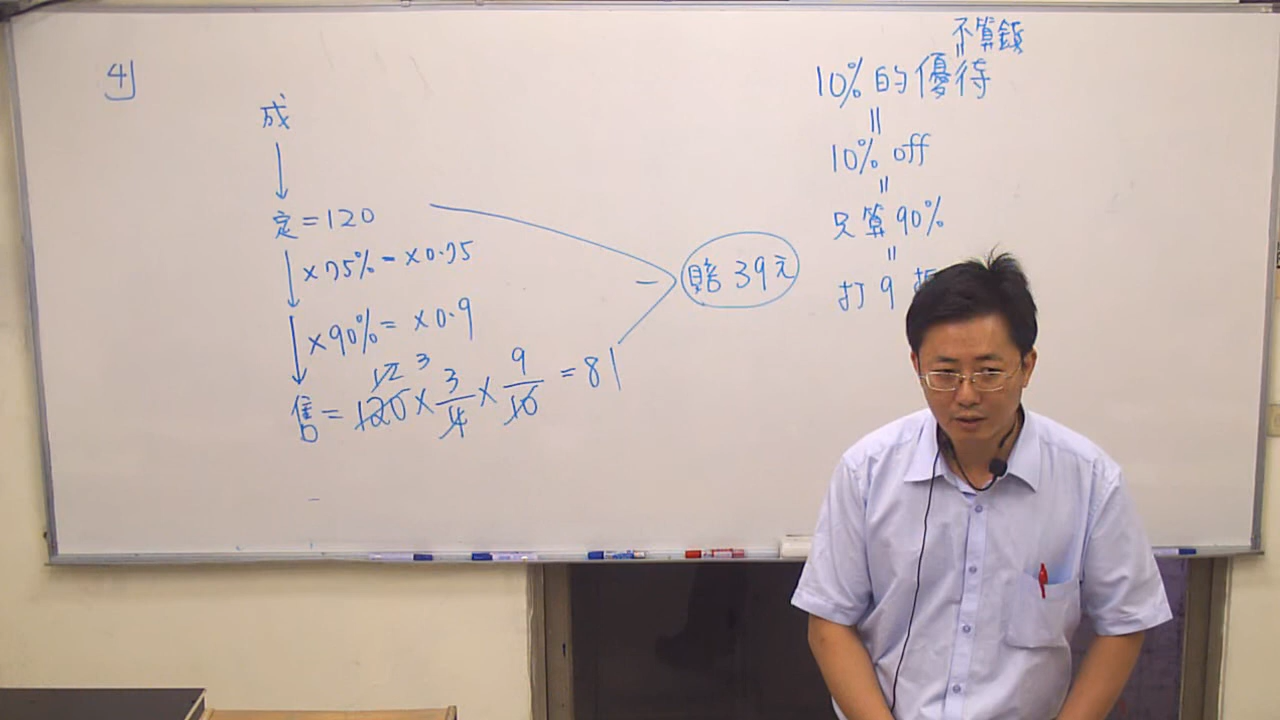 4
成
定=120
×75%=×0.75
×90%=×0.9
12 3
售=120×3/4×9/10=81
- 賠39元
不算錢
=
10%的優待
=
10% off
=
只算90%
=
打9折